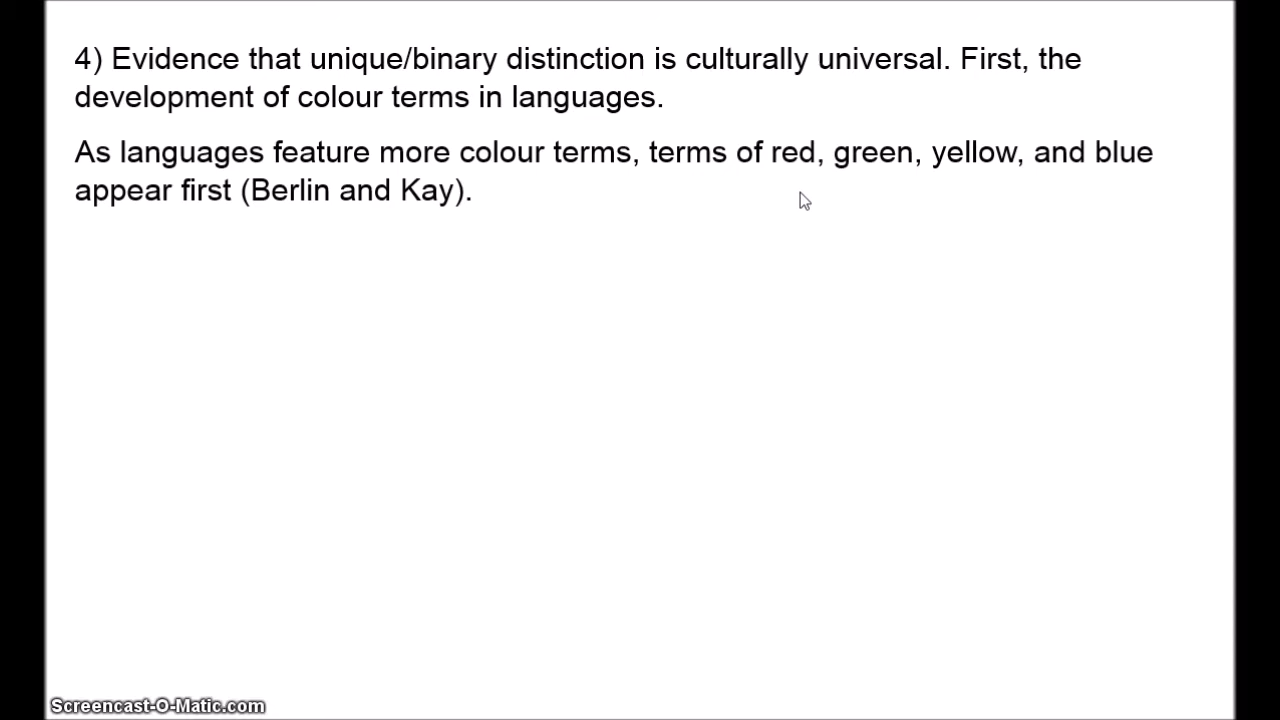 4) Evidence that unique/binary distinction is culturally universal. First, the
development of colour terms in languages.
As languages feature more colour terms, terms of red, green, yellow, and blue
appear first (Berlin and Kay).
Screencast-O-Matic.com